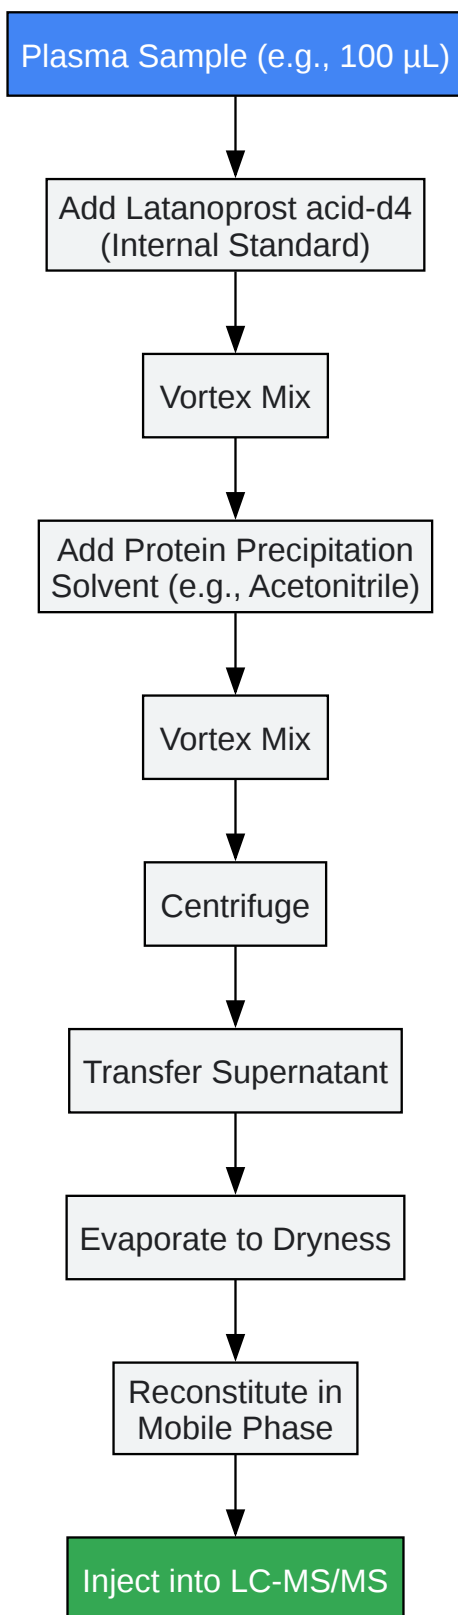 Plasma Sample (e.g., 100 µL)
Add Latanoprost acid-d4
(Internal Standard)
Vortex Mix
Add Protein Precipitation
Solvent (e.g., Acetonitrile)
Vortex Mix
Centrifuge
Transfer Supernatant
Evaporate to Dryness
Reconstitute in
Mobile Phase
Inject into LC-MS/MS